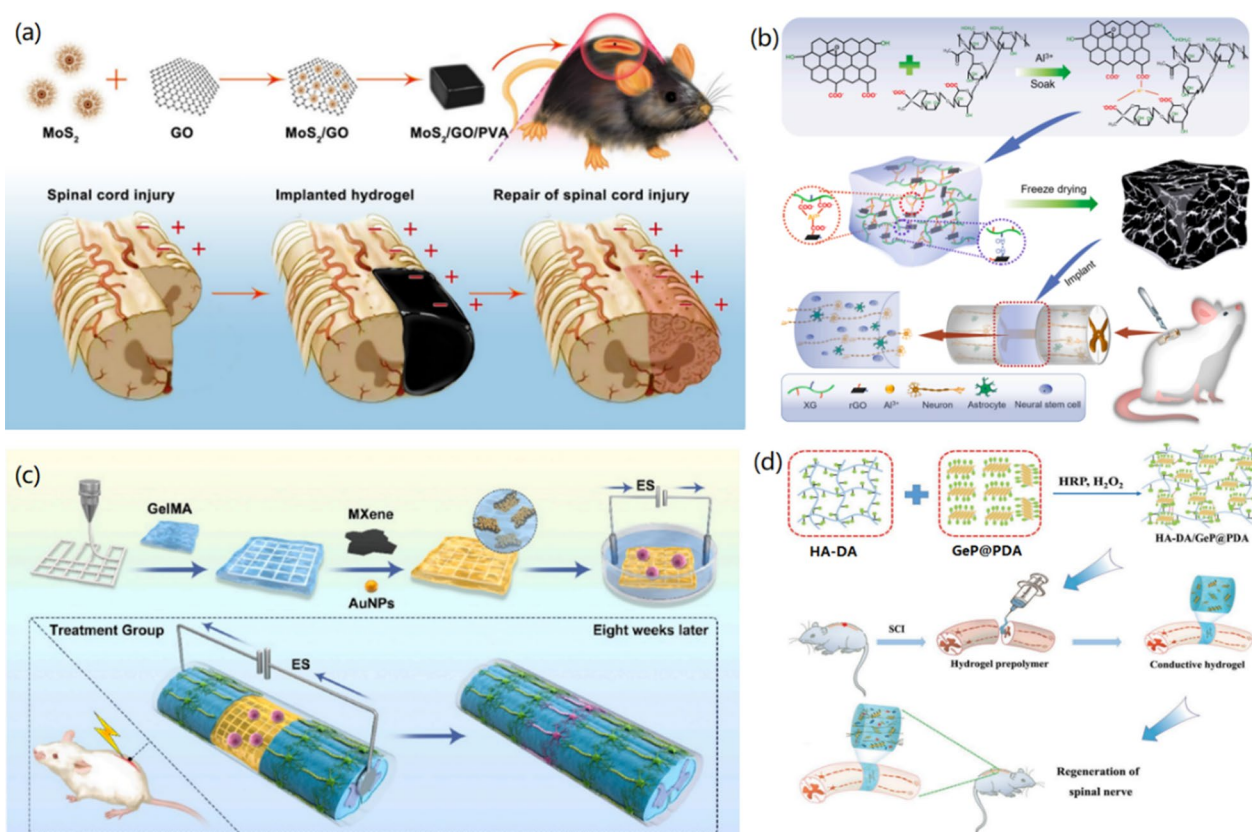 (a)
MoS₂
GO
MoS₂/GO
MoS₂/GO/PVA
Spinal cord injury
Implanted hydrogel
Repair of spinal cord injury
(b)
Al³⁺
Soak
Freeze drying
Implant
XG
rGO
Al³⁺
Neuron
Astrocyte
Neural stem cell
(c)
GelMA
MXene
AuNPs
ES
Treatment Group
ES
Eight weeks later
(d)
HA-DA
GeP@PDA
HRP, H₂O₂
HA-DA/GeP@PDA
SCI
Hydrogel prepolymer
Conductive hydrogel
Regeneration of
spinal nerve